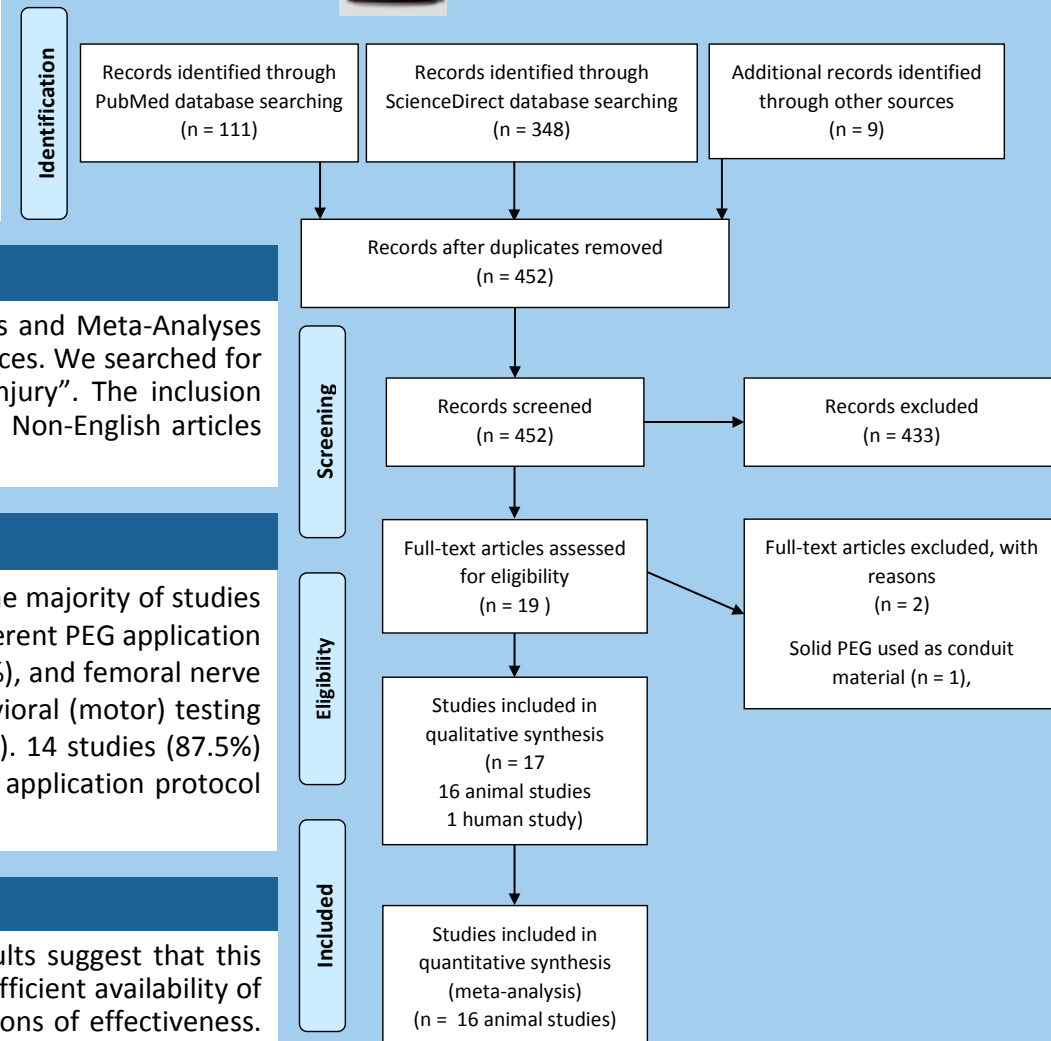 Identification
Records identified through
PubMed database searching
(n = 111)
Records identified through
ScienceDirect database searching
(n = 348)
Additional records identified
through other sources
(n = 9)
Records after duplicates removed
(n = 452)
Screening
Records screened
(n = 452)
Records excluded
(n = 433)
Eligibility
Full-text articles assessed
for eligibility
(n = 19 )
Full-text articles excluded, with
reasons
(n = 2)
Solid PEG used as conduit
material (n = 1),
Studies included in
qualitative synthesis
(n = 17
16 animal studies
1 human study)
Included
Studies included in
quantitative synthesis
(meta-analysis)
(n =  16 animal studies)
s and Meta-Analyses
ces. We searched for
njury”. The inclusion
Non-English articles
ne majority of studies
erent PEG application
%), and femoral nerve
vioral (motor) testing
). 14 studies (87.5%)
application protocol
ults suggest that this
fficient availability of
ons of effectiveness.